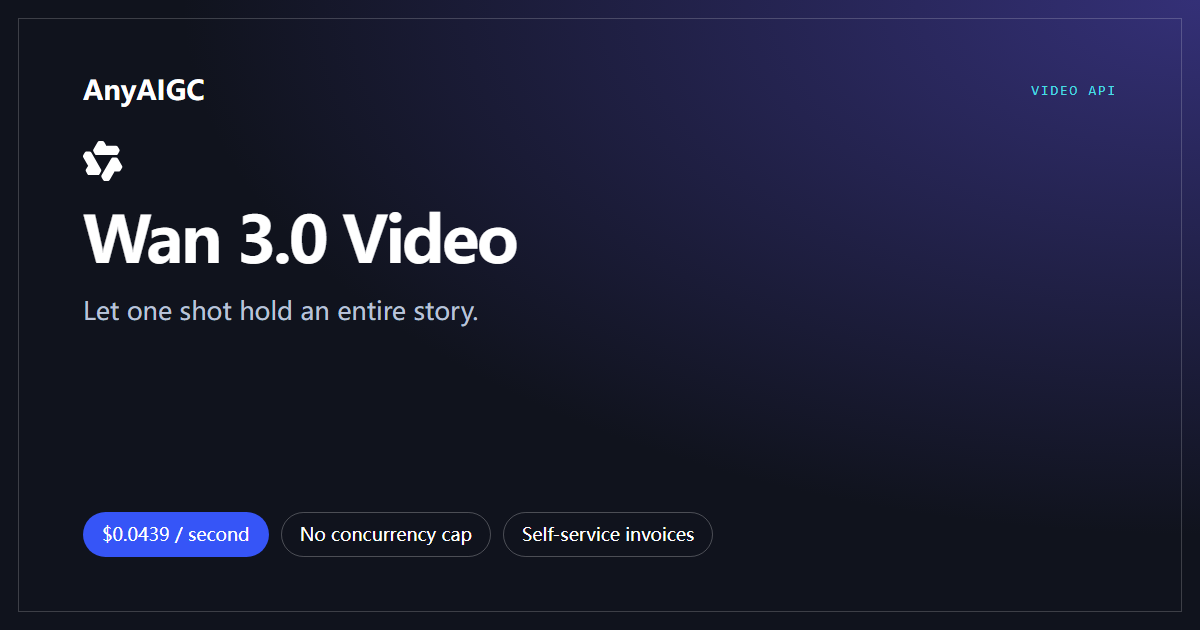 AnyAIGC
VIDEO API
Wan 3.0 Video
Let one shot hold an entire story.
$0.0439 / second
No concurrency cap
Self-service invoices